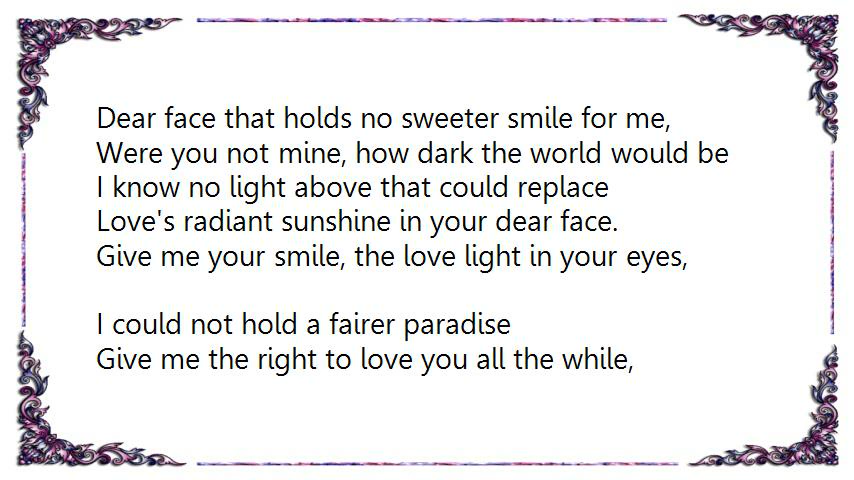 Dear face that holds no sweeter smile for me,
Were you not mine, how dark the world would be
I know no light above that could replace
Love's radiant sunshine in your dear face.
Give me your smile, the love light in your eyes,
I could not hold a fairer paradise
Give me the right to love you all the while,